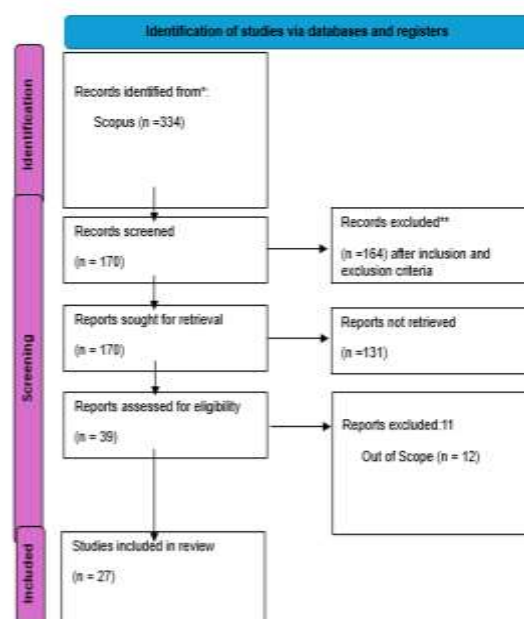 Identification of studies via databases and registers
Identification
Records identified from*:
Scopus (n =334)
Screening
Records screened
(n = 170)
Records excluded**
(n =164) after inclusion and
exclusion criteria
Reports sought for retrieval
(n = 170)
Reports not retrieved
(n =131)
Reports assessed for eligibility
(n = 39)
Reports excluded:11
Out of Scope (n = 12)
Included
Studies included in review
(n = 27)